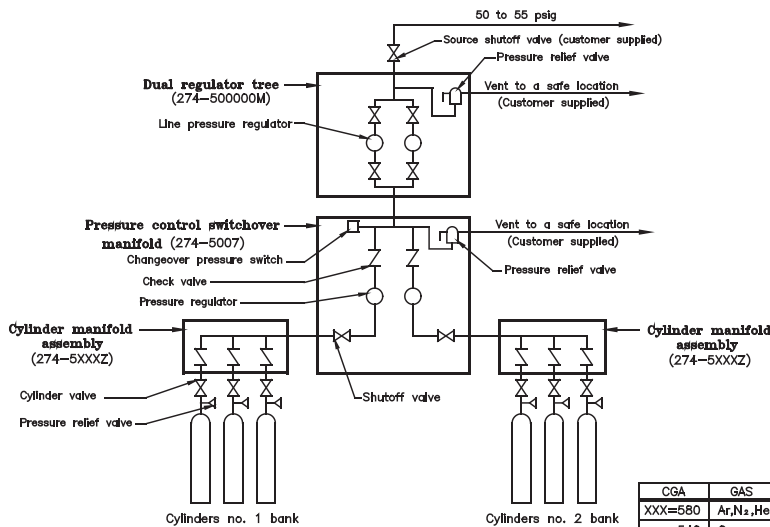 50 to 55 psig
Source shutoff valve (customer supplied)
Pressure relief valve
Dual regulator tree
(274-500000M)
Vent to a safe location
(Customer supplied)
Line pressure regulator
Pressure control switchover
manifold (274-5007)
Vent to a safe location
(Customer supplied)
Changeover pressure switch
Pressure relief valve
Check valve
Pressure regulator
Cylinder manifold
assembly
(274-5XXXZ)
Cylinder manifold
assembly
(274-5XXXZ)
Cylinder valve
Shutoff valve
Pressure relief valve
Cylinders no. 1 bank
Cylinders no. 2 bank
CGA GAS
XXX=580 Ar,N₂,He